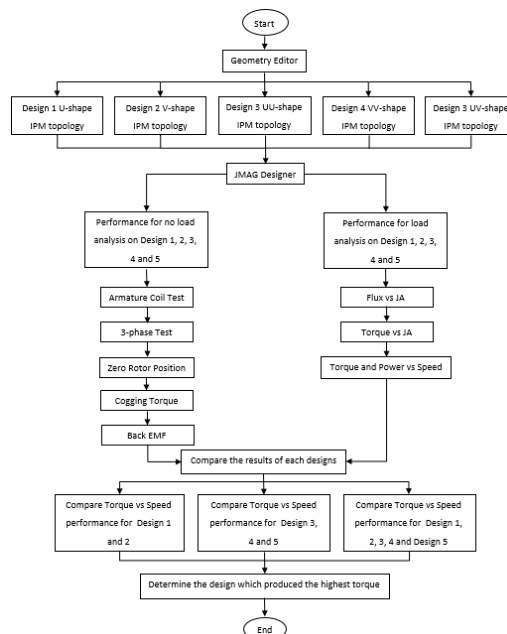 Start
Geometry Editor
Design 1 U-shape
IPM topology
Design 2 V-shape
IPM topology
Design 3 UU-shape
IPM topology
Design 4 VV-shape
IPM topology
Design 3 UV-shape
IPM topology
JMAG Designer
Performance for no load
analysis on Design 1, 2, 3,
4 and 5
Performance for load
analysis on Design 1, 2, 3,
4 and 5
Armature Coil Test
3-phase Test
Zero Rotor Position
Cogging Torque
Back EMF
Flux vs JA
Torque vs JA
Torque and Power vs Speed
Compare the results of each designs
Compare Torque vs Speed
performance for Design 1
and 2
Compare Torque vs Speed
performance for Design 3,
4 and 5
Compare Torque vs Speed
performance for Design 1,
2, 3, 4 and Design 5
Determine the design which produced the highest torque
End